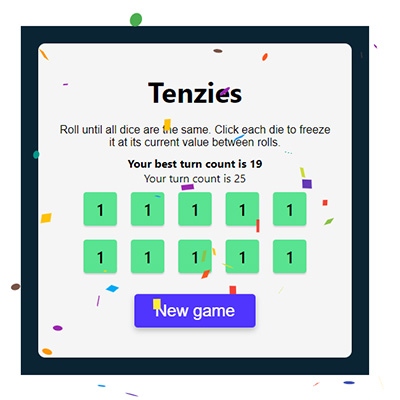 Tenzies
Roll until all dice are the same. Click each die to freeze
it at its current value between rolls.
Your best turn count is 19
Your turn count is 25
1 1 1 1 1
1 1 1 1 1
New game